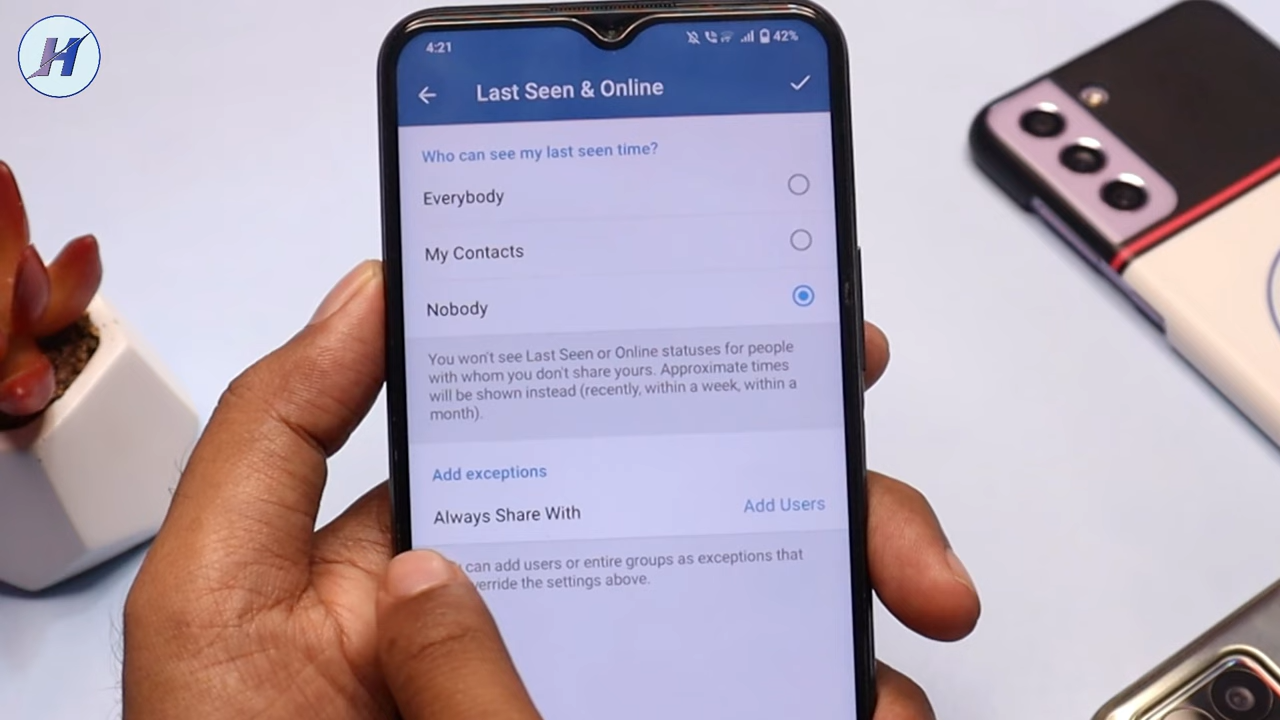 H
4:21
42%
Last Seen & Online
Who can see my last seen time?
Everybody
My Contacts
Nobody
You won't see Last Seen or Online statuses for people
with whom you don't share yours. Approximate times
will be shown instead (recently, within a week, within a
month).
Add exceptions
Always Share With
Add Users
can add users or entire groups as exceptions that
verride the settings above.